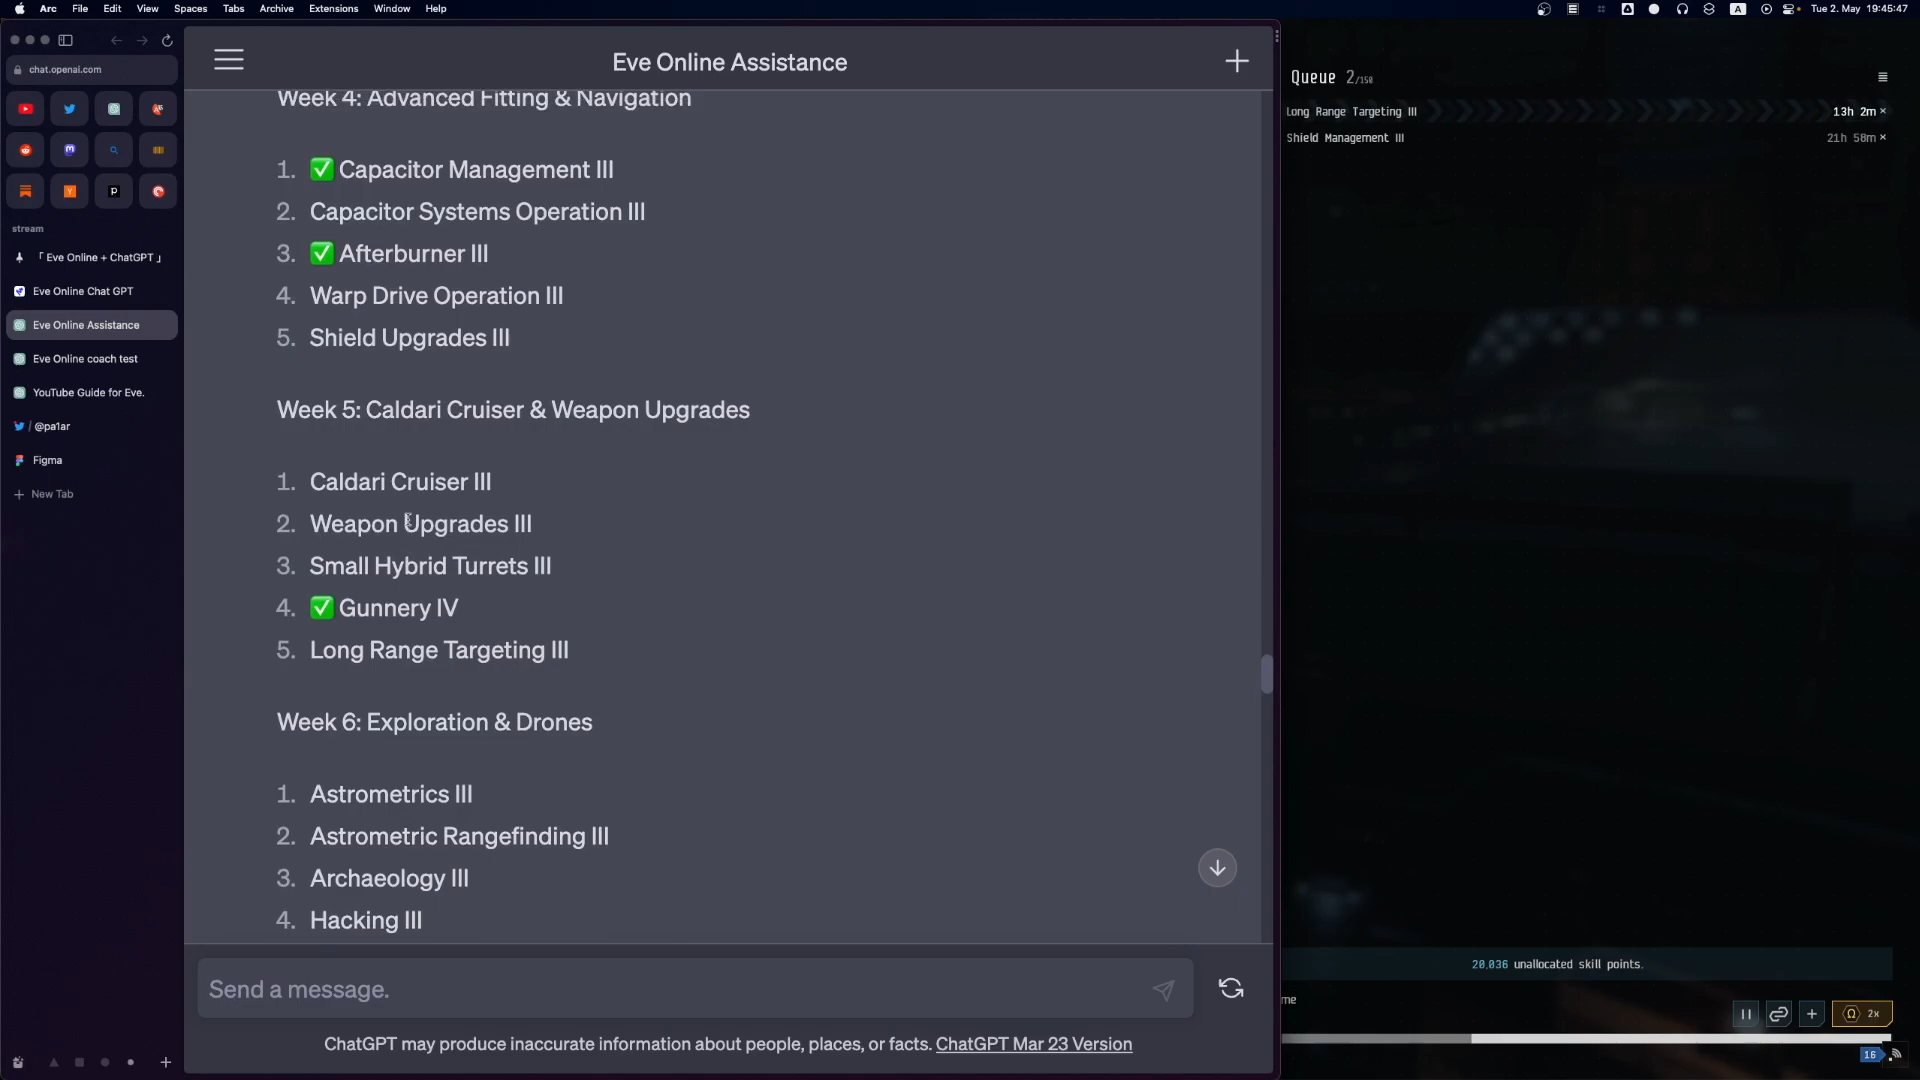 Arc File Edit View Spaces Tabs Archive Extensions Window Help
A Tue 2. May 19:45:47
chat.openai.com
stream
「 Eve Online + ChatGPT 」
Eve Online Chat GPT
Eve Online Assistance
Eve Online coach test
YouTube Guide for Eve.
/ @pa1ar
Figma
+ New Tab
Eve Online Assistance
Week 4: Advanced Fitting & Navigation
1. ✅ Capacitor Management III
2. Capacitor Systems Operation III
3. ✅ Afterburner III
4. Warp Drive Operation III
5. Shield Upgrades III
Week 5: Caldari Cruiser & Weapon Upgrades
1. Caldari Cruiser III
2. Weapon Upgrades III
3. Small Hybrid Turrets III
4. ✅ Gunnery IV
5. Long Range Targeting III
Week 6: Exploration & Drones
1. Astrometrics III
2. Astrometric Rangefinding III
3. Archaeology III
4. Hacking III
Send a message.
ChatGPT may produce inaccurate information about people, places, or facts. ChatGPT Mar 23 Version
Queue 2/150
Long Range Targeting III 13h 2m ×
Shield Management III 21h 58m ×
20,036 unallocated skill points.
me
2x
16